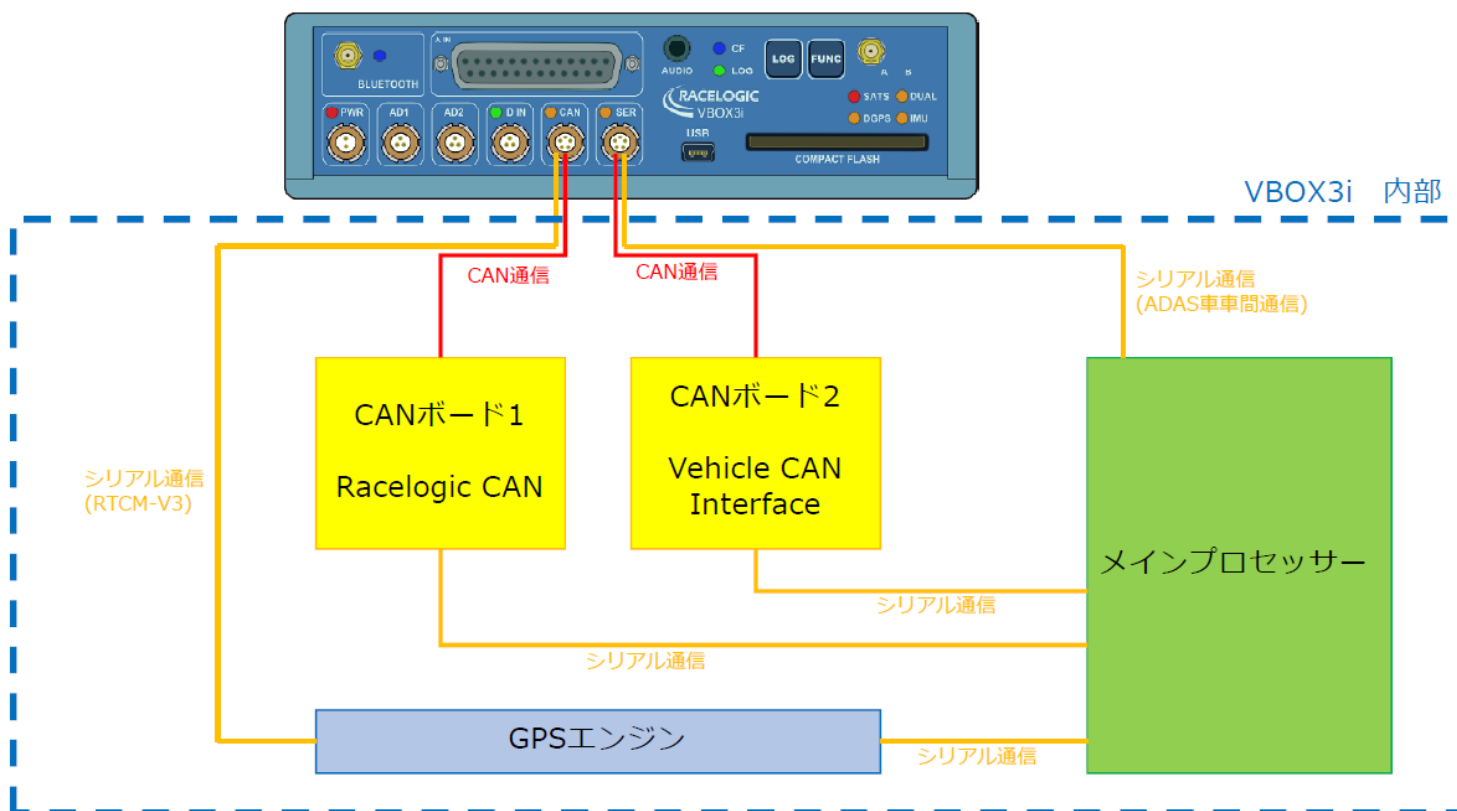 A IN
BLUETOOTH
AUDIO
CF
LOG
LOG
FUNC
A B
RACELOGIC
VBOX3i
SATS
DUAL
DGPS
IMU
PWR
AD1
AD2
D IN
CAN
SER
USB
COMPACT FLASH
VBOX3i 内部
CAN通信
CAN通信
シリアル通信
(ADAS車車間通信)
CANボード1
Racelogic CAN
CANボード2
Vehicle CAN
Interface
シリアル通信
(RTCM-V3)
メインプロセッサー
シリアル通信
シリアル通信
GPSエンジン
シリアル通信